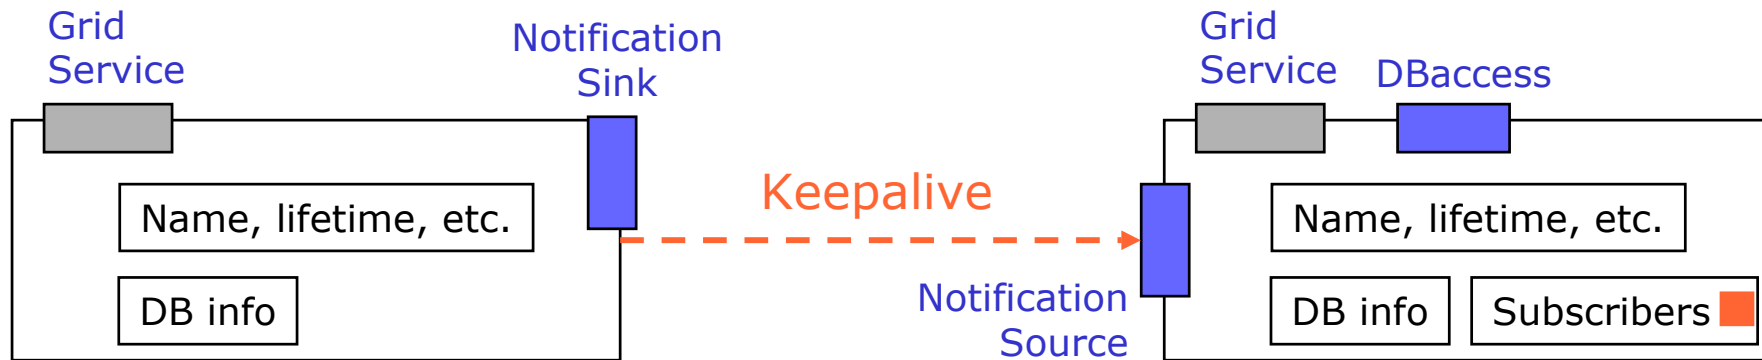 Grid
Service
Notification
Sink
Name, lifetime, etc.
DB info
Keepalive
Grid
Service
DBaccess
Notification
Source
Name, lifetime, etc.
DB info
Subscribers